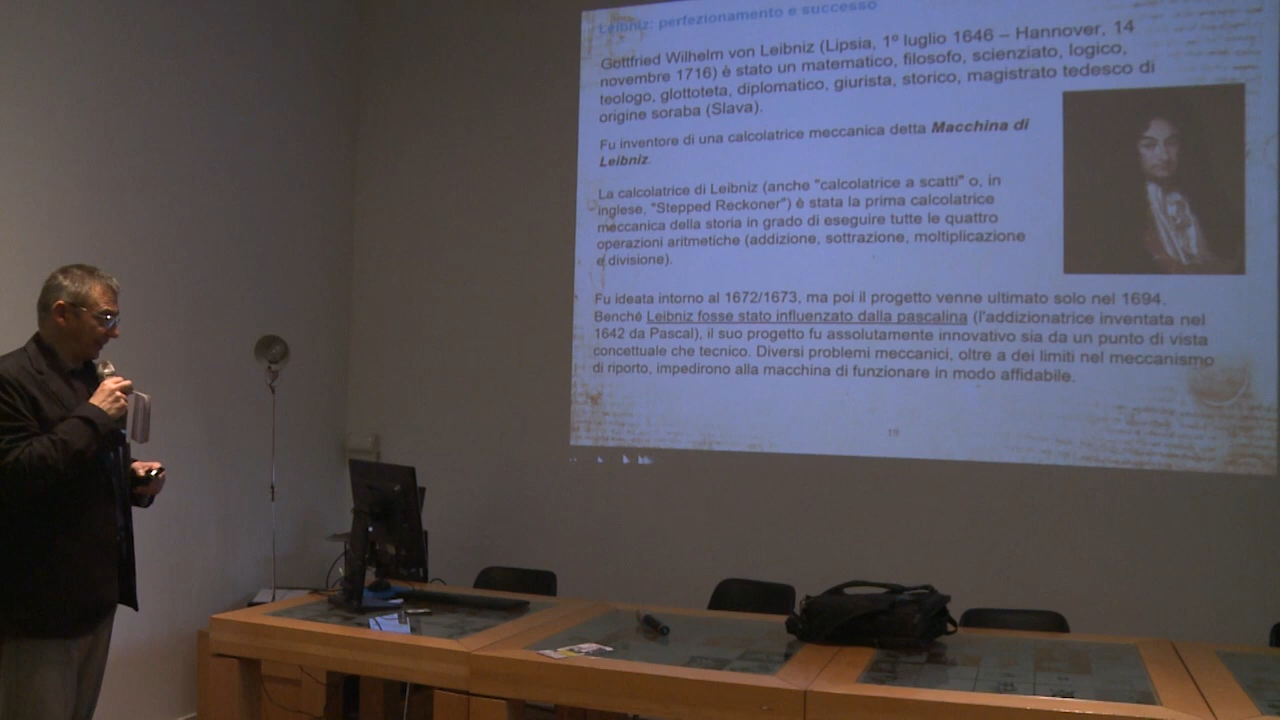 Leibniz: perfezionamento e successo
Gottfried Wilhelm von Leibniz (Lipsia, 1º luglio 1646 – Hannover, 14
novembre 1716) è stato un matematico, filosofo, scienziato, logico,
teologo, glottoteta, diplomatico, giurista, storico, magistrato tedesco di
origine soraba (Slava).
Fu inventore di una calcolatrice meccanica detta Macchina di
Leibniz.
La calcolatrice di Leibniz (anche "calcolatrice a scatti" o, in
inglese, "Stepped Reckoner") è stata la prima calcolatrice
meccanica della storia in grado di eseguire tutte le quattro
operazioni aritmetiche (addizione, sottrazione, moltiplicazione
e divisione).
Fu ideata intorno al 1672/1673, ma poi il progetto venne ultimato solo nel 1694.
Benché Leibniz fosse stato influenzato dalla pascalina (l'addizionatrice inventata nel
1642 da Pascal), il suo progetto fu assolutamente innovativo sia da un punto di vista
concettuale che tecnico. Diversi problemi meccanici, oltre a dei limiti nel meccanismo
di riporto, impedirono alla macchina di funzionare in modo affidabile.